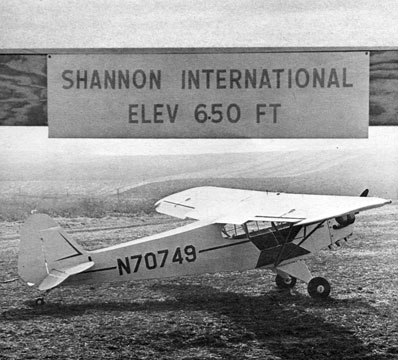 SHANNON INTERNATIONAL
ELEV 650 FT
N70749